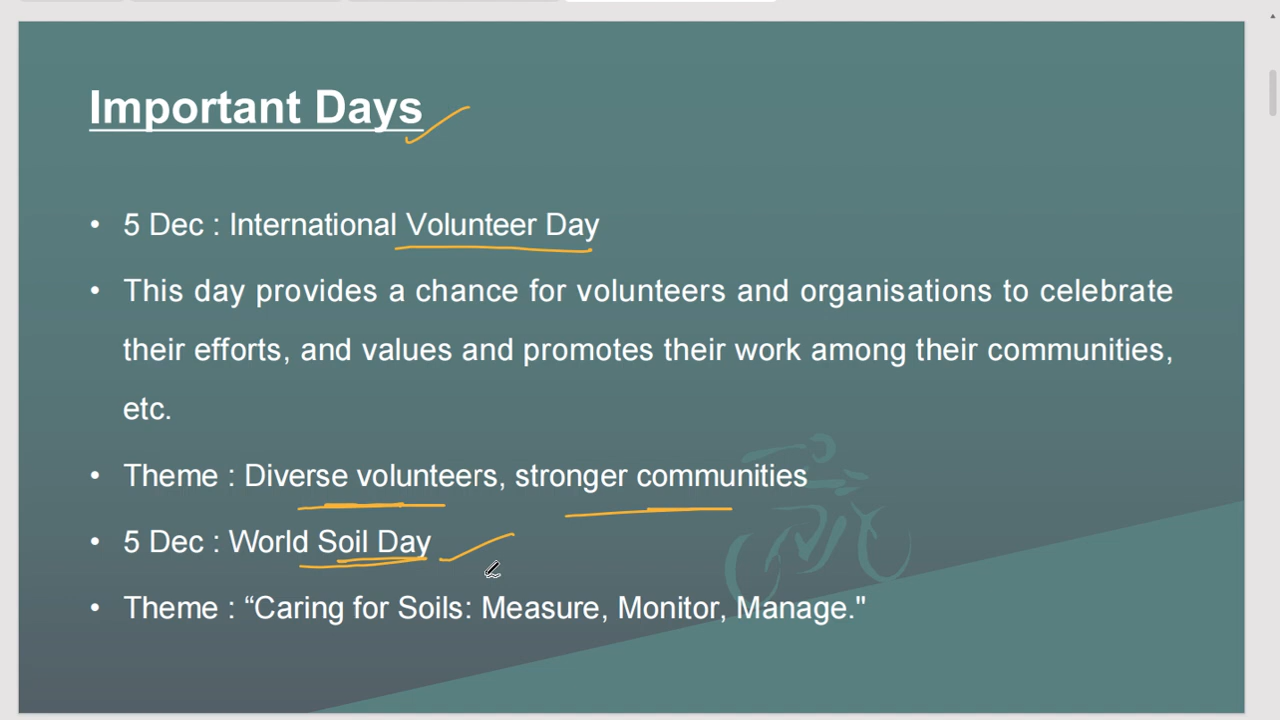 Important Days
• 5 Dec : International Volunteer Day
• This day provides a chance for volunteers and organisations to celebrate
their efforts, and values and promotes their work among their communities,
etc.
• Theme : Diverse volunteers, stronger communities
• 5 Dec : World Soil Day
• Theme : “Caring for Soils: Measure, Monitor, Manage."